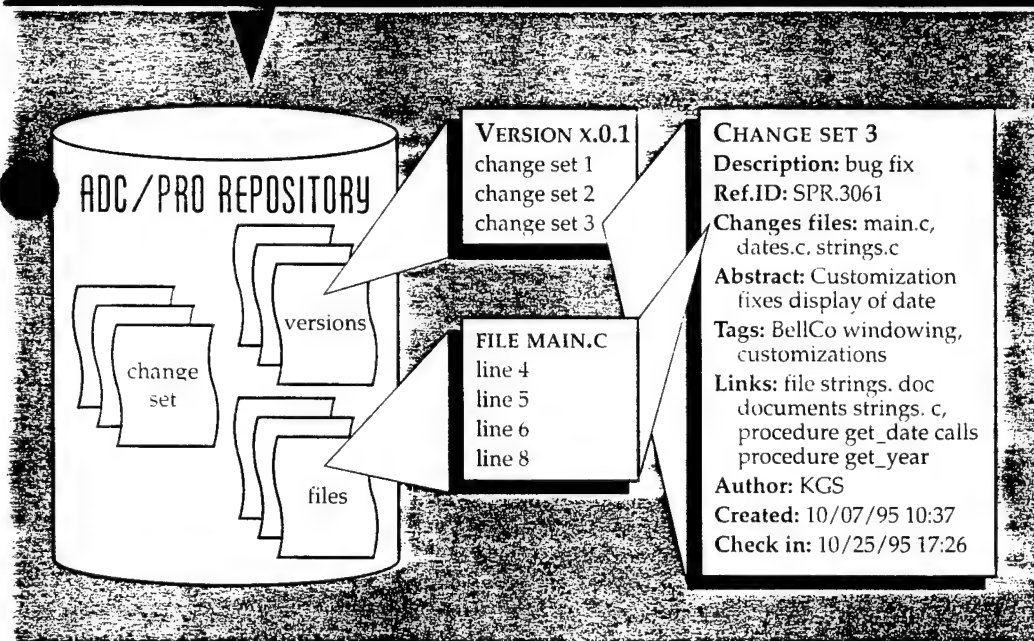 ADC/PRO REPOSITORY
change
set
versions
files
VERSION X.0.1
change set 1
change set 2
change set 3
FILE MAIN.C
line 4
line 5
line 6
line 8
CHANGE SET 3
Description: bug fix
Ref.ID: SPR.3061
Changes files: main.c,
dates.c, strings.c
Abstract: Customization
fixes display of date
Tags: BellCo windowing,
customizations
Links: file strings. doc
documents strings. c,
procedure get_date calls
procedure get_year
Author: KGS
Created: 10/07/95 10:37
Check in: 10/25/95 17:26